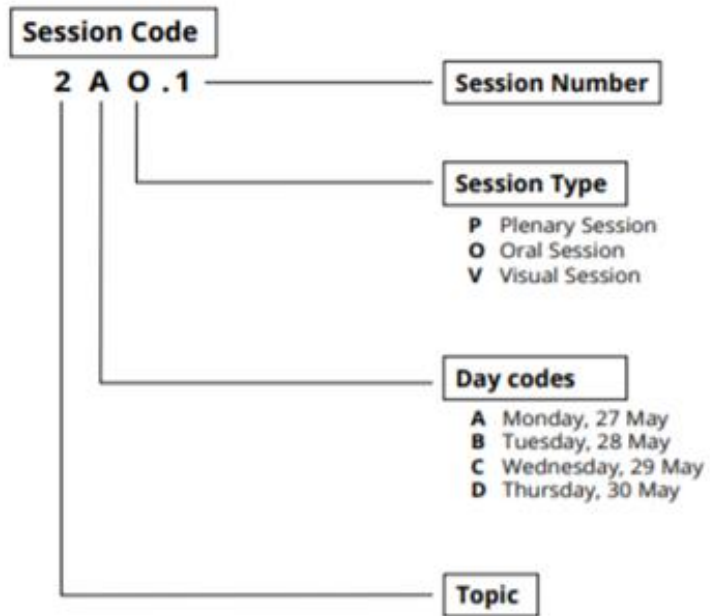 Session Code
2 A O .1
Session Number
Session Type
P Plenary Session
O Oral Session
V Visual Session
Day codes
A Monday, 27 May
B Tuesday, 28 May
C Wednesday, 29 May
D Thursday, 30 May
Topic